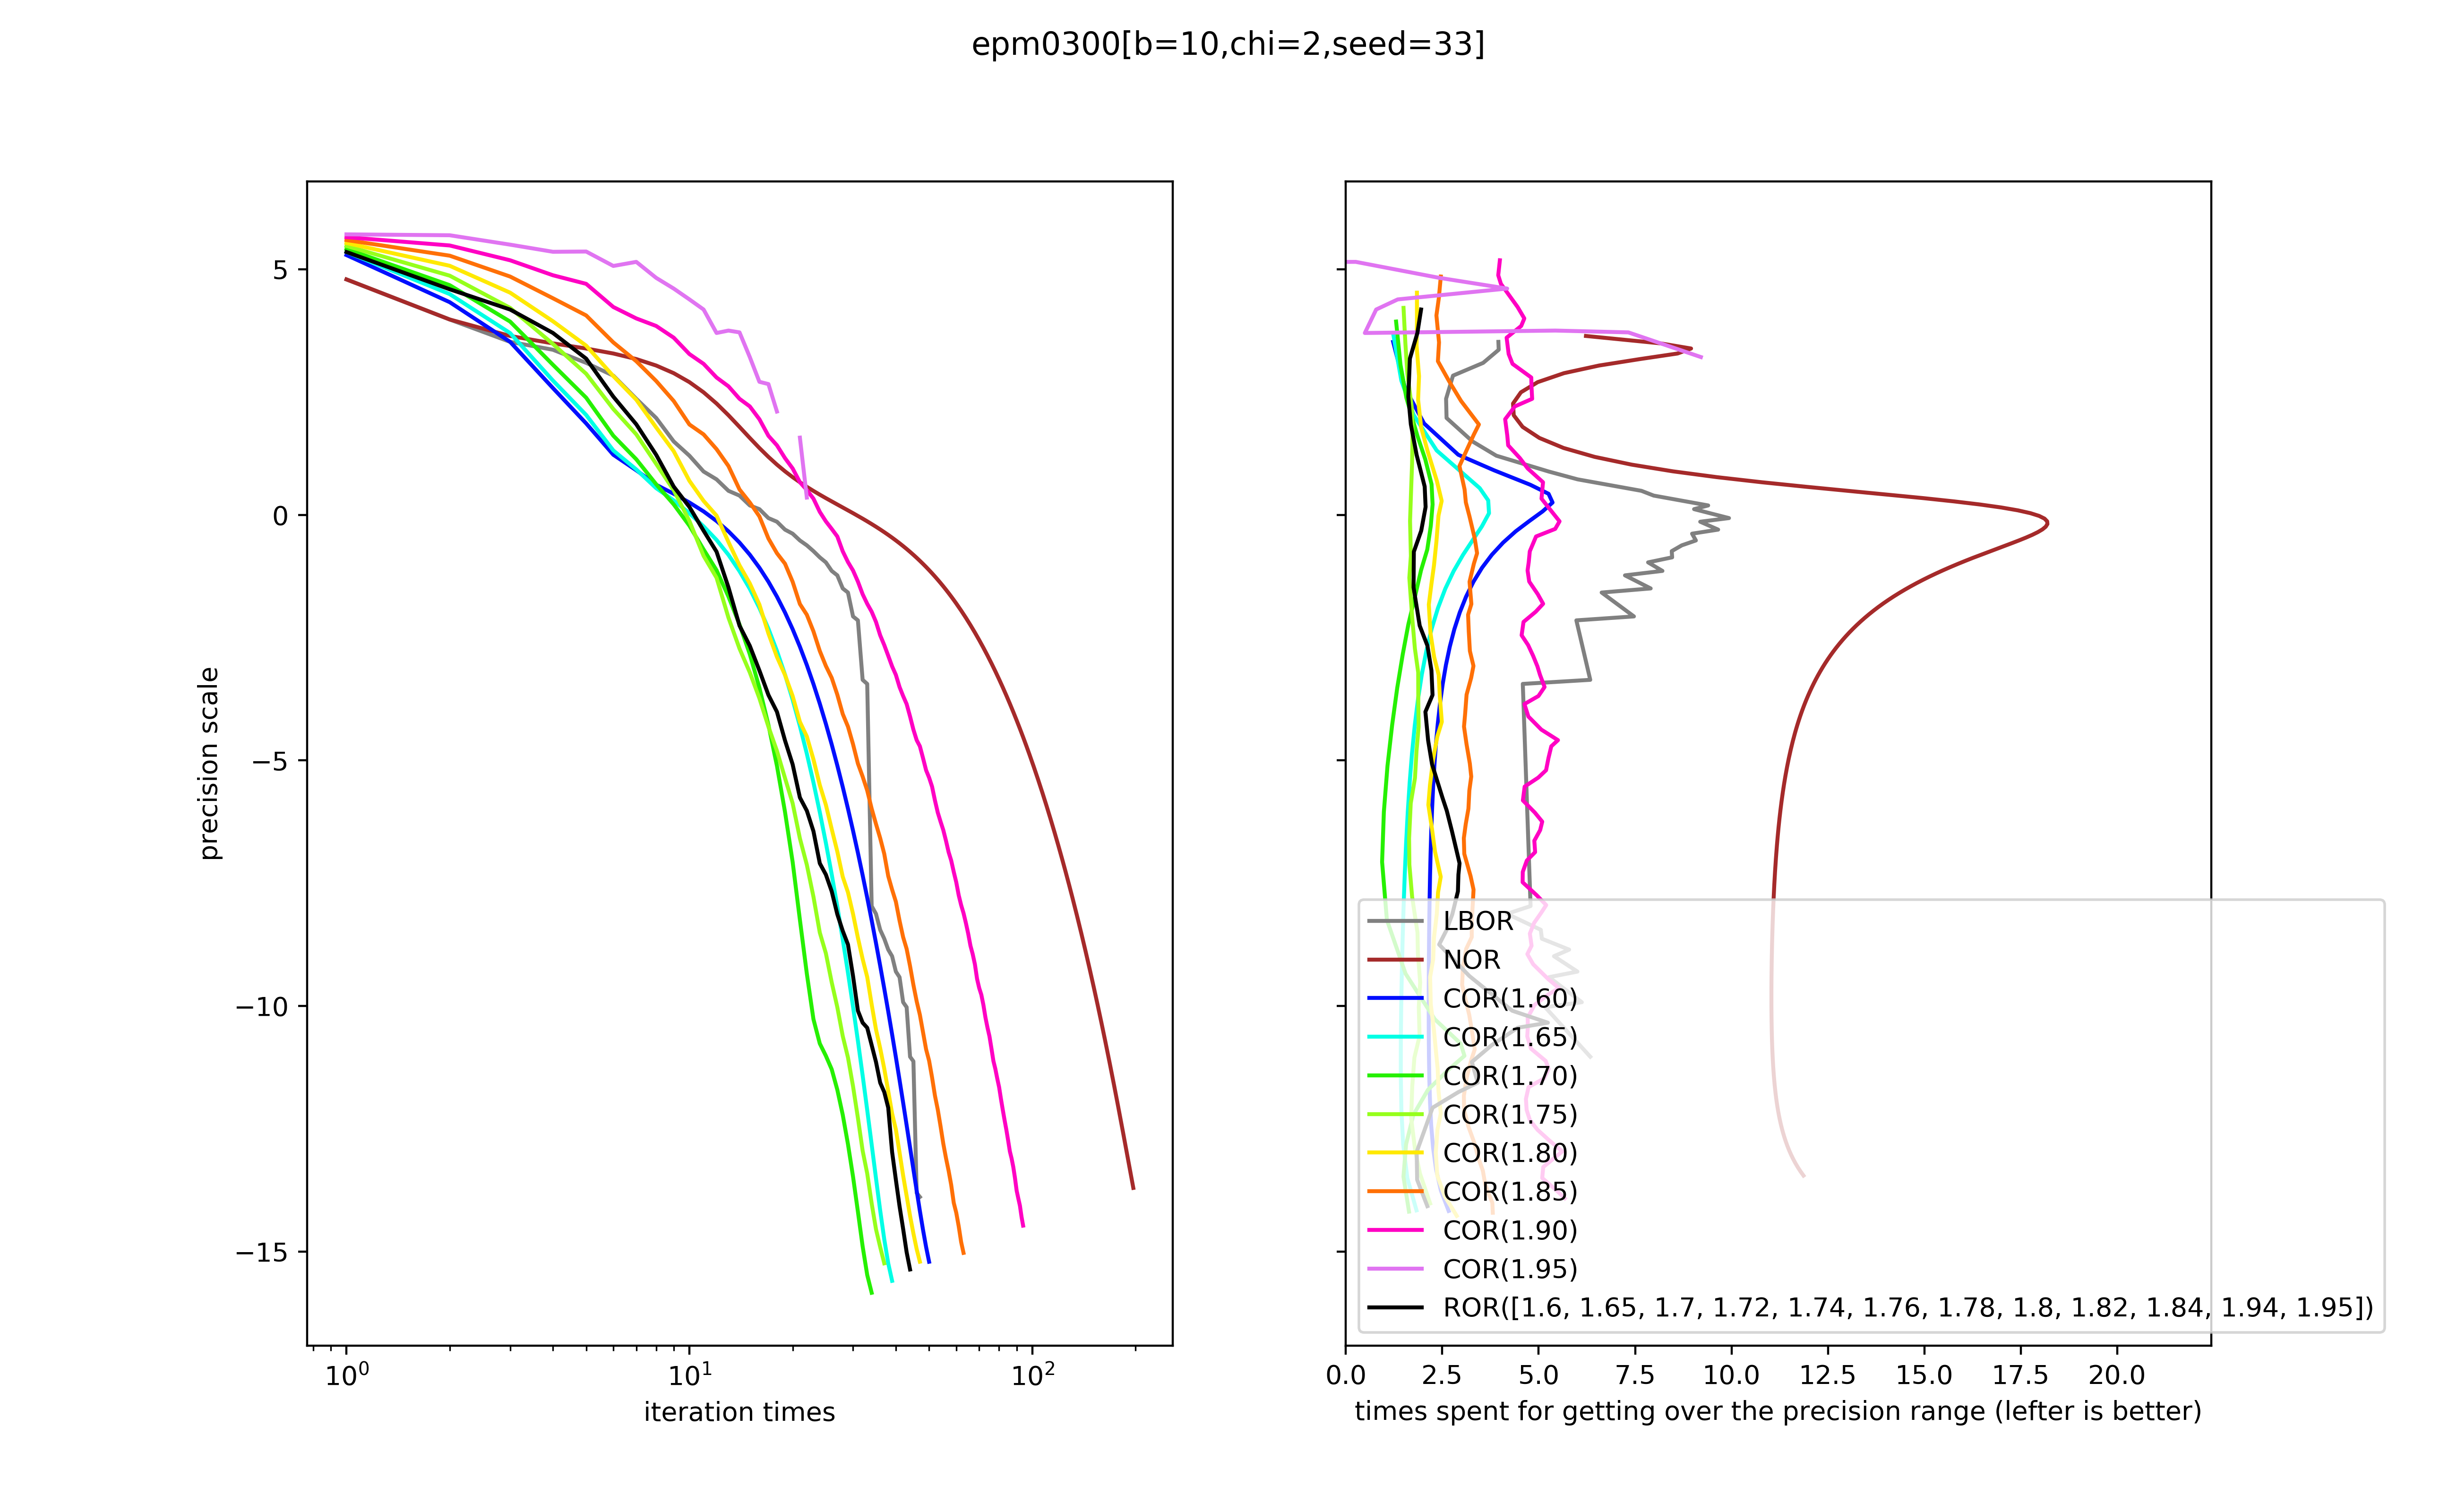 epm0300[b=10,chi=2,seed=33]
precision scale
5
0
−5
−10
−15
10^0
10^1
10^2
iteration times
LBOR
NOR
COR(1.60)
COR(1.65)
COR(1.70)
COR(1.75)
COR(1.80)
COR(1.85)
COR(1.90)
COR(1.95)
ROR([1.6, 1.65, 1.7, 1.72, 1.74, 1.76, 1.78, 1.8, 1.82, 1.84, 1.94, 1.95])
0.0 2.5 5.0 7.5 10.0 12.5 15.0 17.5 20.0
times spent for getting over the precision range (lefter is better)